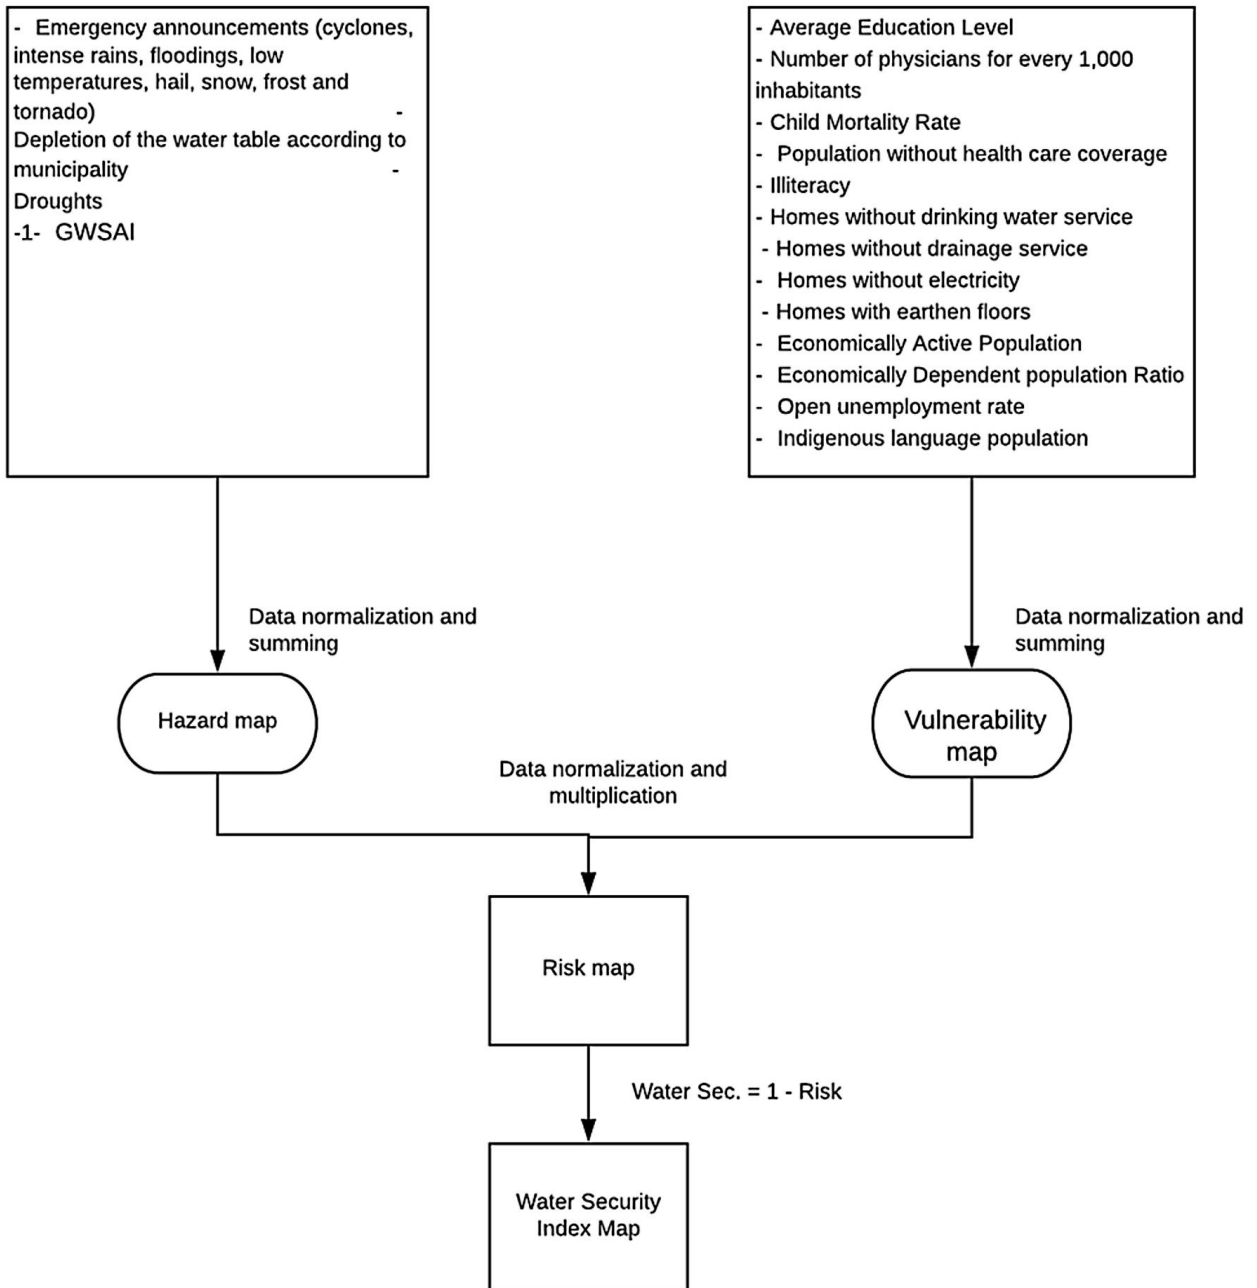 - Emergency announcements (cyclones,
intense rains, floodings, low
temperatures, hail, snow, frost and
tornado) -
Depletion of the water table according to
municipality -
Droughts
-1- GWSAI
- Average Education Level
- Number of physicians for every 1,000
inhabitants
- Child Mortality Rate
- Population without health care coverage
- Illiteracy
- Homes without drinking water service
- Homes without drainage service
- Homes without electricity
- Homes with earthen floors
- Economically Active Population
- Economically Dependent population Ratio
- Open unemployment rate
- Indigenous language population
Data normalization and
summing
Data normalization and
summing
Hazard map
Vulnerability
map
Data normalization and
multiplication
Risk map
Water Sec. = 1 - Risk
Water Security
Index Map